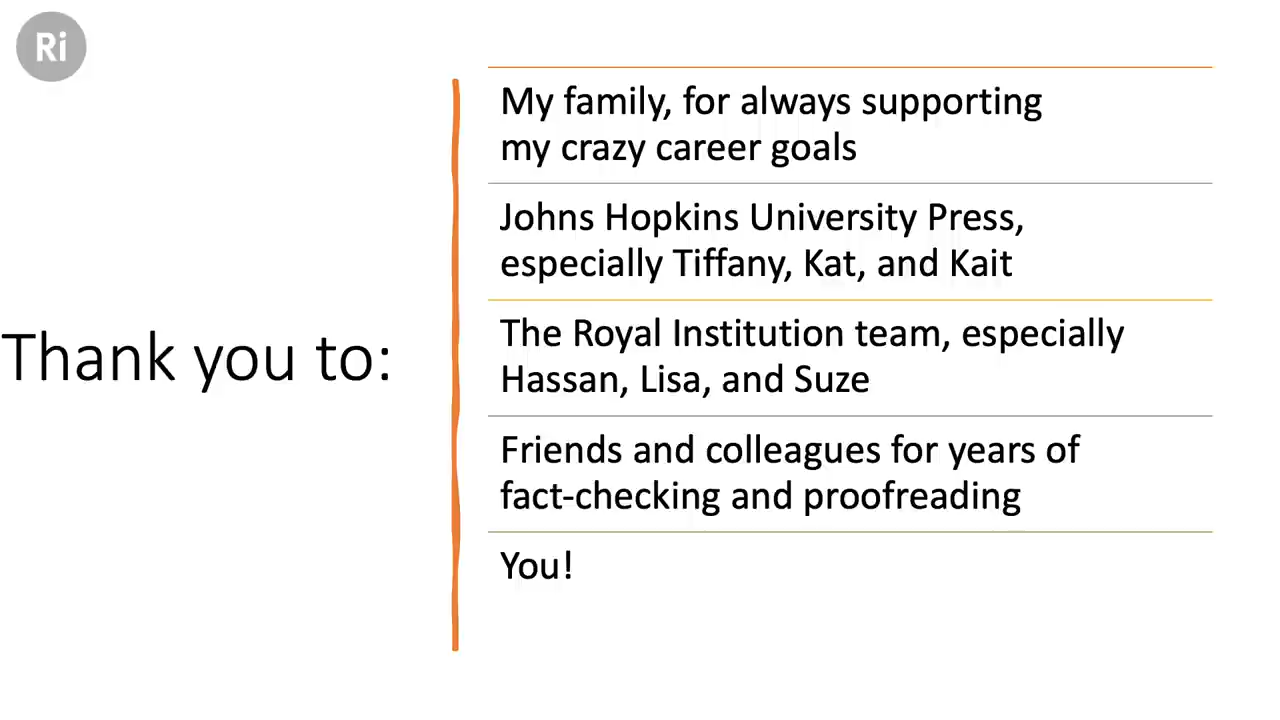 Ri
Thank you to:
My family, for always supporting
my crazy career goals
Johns Hopkins University Press,
especially Tiffany, Kat, and Kait
The Royal Institution team, especially
Hassan, Lisa, and Suze
Friends and colleagues for years of
fact-checking and proofreading
You!